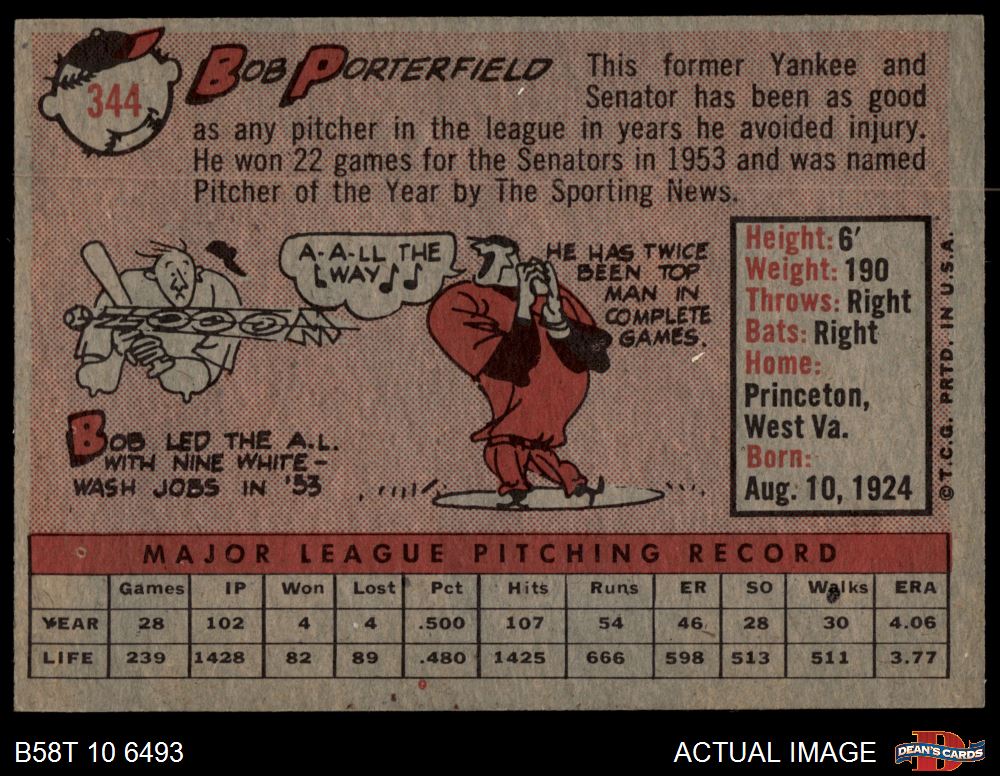 344
BOB PORTERFIELD
This former Yankee and
Senator has been as good
as any pitcher in the league in years he avoided injury.
He won 22 games for the Senators in 1953 and was named
Pitcher of the Year by The Sporting News.
A-A-LL THE
WAY
HE HAS TWICE
BEEN TOP
MAN IN
COMPLETE
GAMES.
ZOOOM
BOB LED THE A.L.
WITH NINE WHITE-
WASH JOBS IN '53
Height: 6'
Weight: 190
Throws: Right
Bats: Right
Home:
Princeton,
West Va.
Born:
Aug. 10, 1924
© T.C.G. PRTD. IN U.S.A.
MAJOR LEAGUE PITCHING RECORD
Games IP Won Lost Pct Hits Runs ER SO Walks ERA
YEAR 28 102 4 4 .500 107 54 46 28 30 4.06
LIFE 239 1428 82 89 .480 1425 666 598 513 511 3.77
B58T 10 6493
ACTUAL IMAGE
DEAN'S CARDS